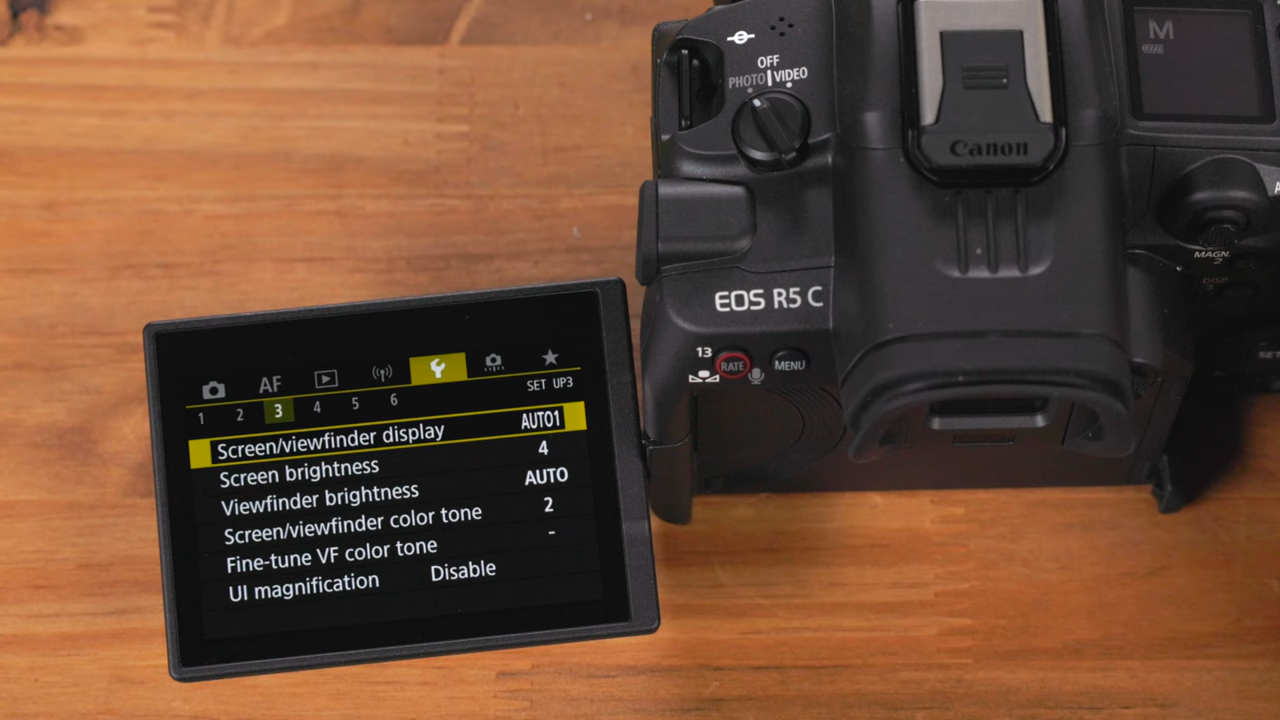 OFF
PHOTO VIDEO
Canon
M
MAGN.
DISP
SET
EOS R5 C
13
RATE
MENU
AF
SET UP3
1 2 3 4 5 6
Screen/viewfinder display AUTO1
Screen brightness 4
Viewfinder brightness AUTO
Screen/viewfinder color tone 2
Fine-tune VF color tone -
UI magnification Disable